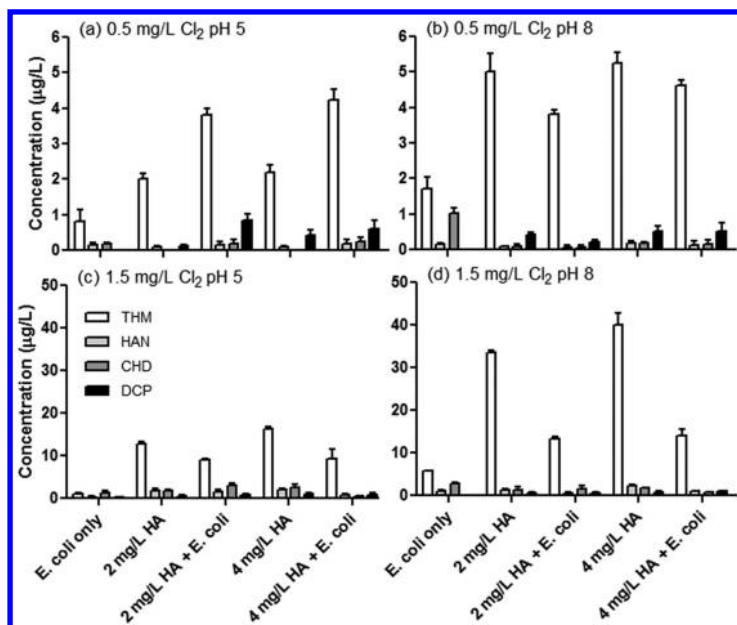 (a) 0.5 mg/L Cl₂ pH 5
(b) 0.5 mg/L Cl₂ pH 8
Concentration (μg/L)
6
5
4
3
2
1
0
6
5
4
3
2
1
0
(c) 1.5 mg/L Cl₂ pH 5
(d) 1.5 mg/L Cl₂ pH 8
Concentration (μg/L)
50
40
30
20
10
0
50
40
30
20
10
0
THM
HAN
CHD
DCP
E. coli only
2 mg/L HA
2 mg/L HA + E. coli
4 mg/L HA
4 mg/L HA + E. coli
E. coli only
2 mg/L HA
2 mg/L HA + E. coli
4 mg/L HA
4 mg/L HA + E. coli